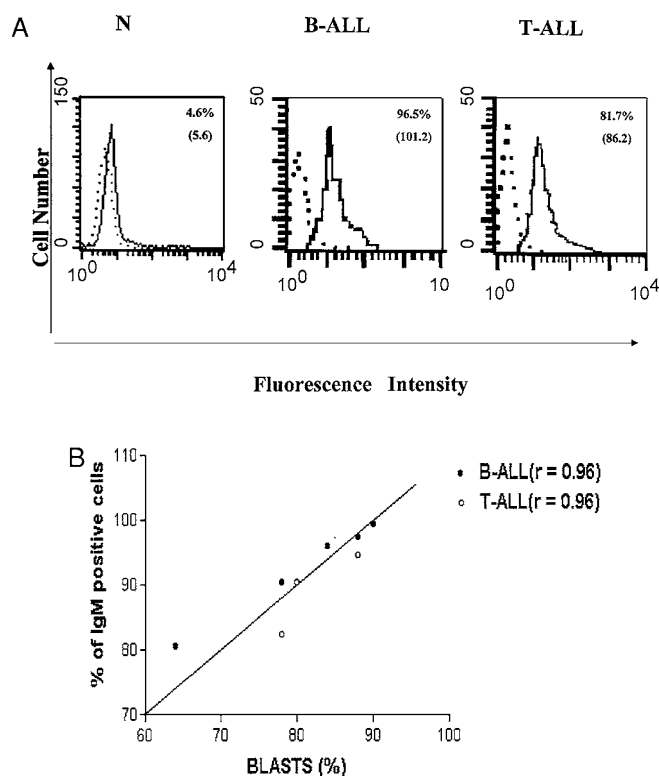 A
N
B-ALL
T-ALL
Cell Number
150
0
4.6%
(5.6)
10^0
10^4
50
0
96.5%
(101.2)
10^0
10
50
0
81.7%
(86.2)
10^0
10^4
Fluorescence Intensity
B
% of IgM positive cells
110
100
90
80
70
60
70
80
90
100
BLASTS (%)
B-ALL(r = 0.96)
T-ALL(r = 0.96)